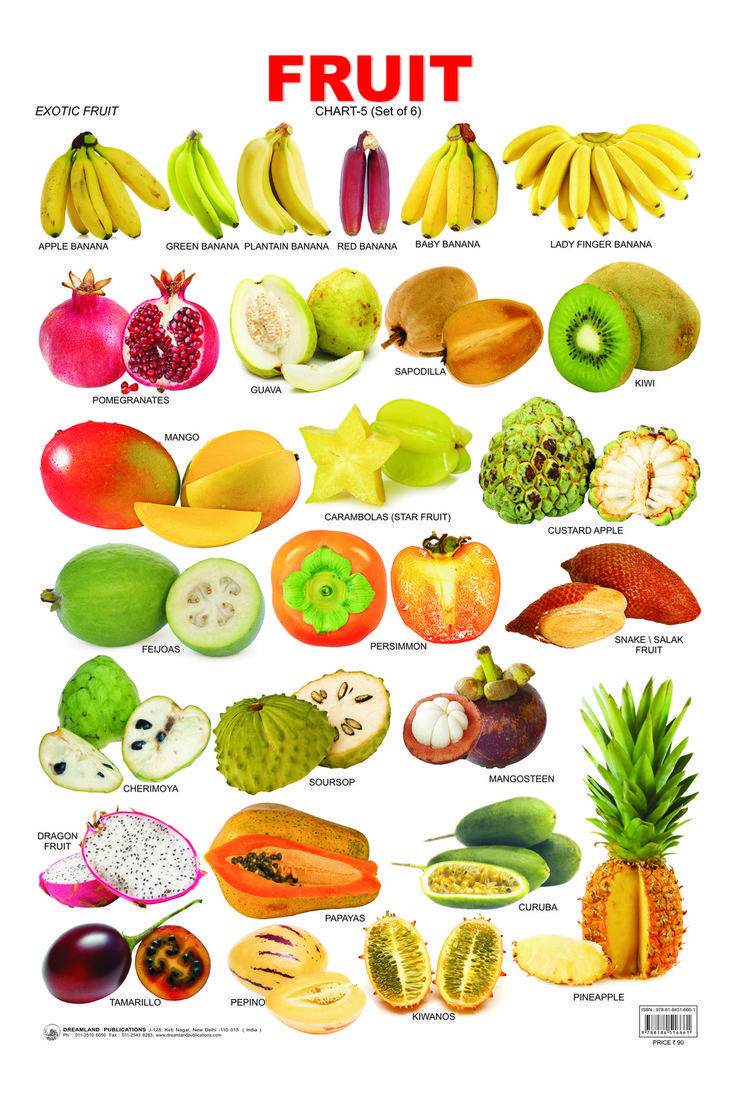 FRUIT
EXOTIC FRUIT
CHART-5 (Set of 6)
APPLE BANANA
GREEN BANANA
PLANTAIN BANANA
RED BANANA
BABY BANANA
LADY FINGER BANANA
POMEGRANATES
GUAVA
SAPODILLA
KIWI
MANGO
CARAMBOLAS (STAR FRUIT)
CUSTARD APPLE
FEIJOAS
PERSIMMON
SNAKE \ SALAK
FRUIT
CHERIMOYA
SOURSOP
MANGOSTEEN
DRAGON
FRUIT
PAPAYAS
CURUBA
TAMARILLO
PEPINO
KIWANOS
PINEAPPLE
DREAMLAND PUBLICATIONS J-128, Kirti Nagar, New Delhi -110 015 ( India )
Ph. : 011-2510 6050 Fax : 011-2543 8283, www.dreamlandpublications.com
ISBN : 978-81-8451-666-1
9 788184 516661
PRICE ₹ 90